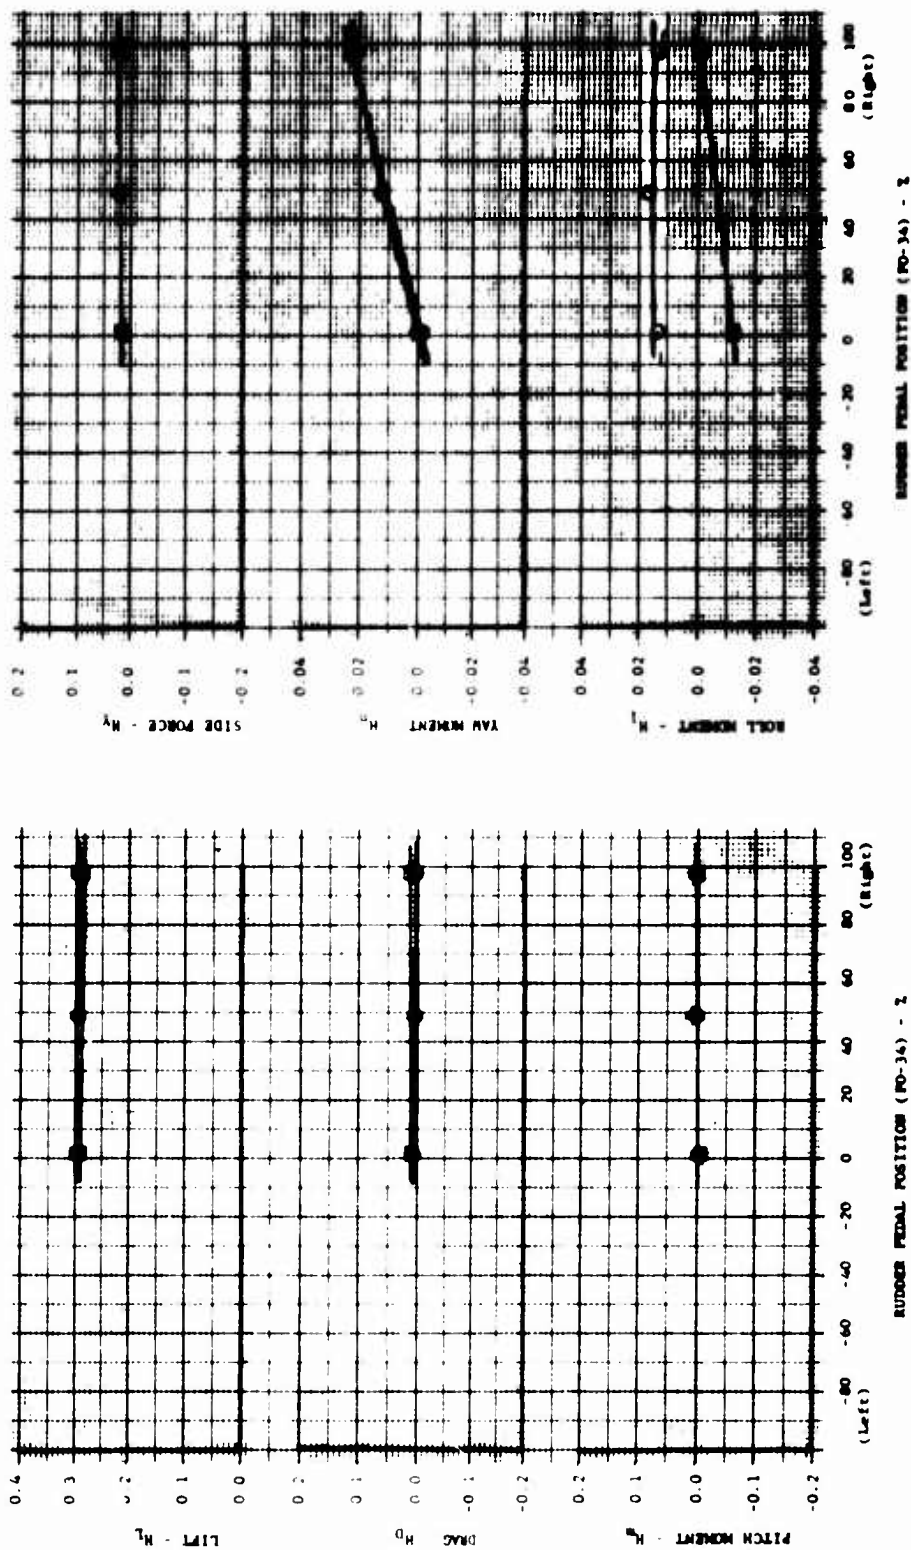 0.4
0.3
0.2
0.1
0
LIFT - H_L
0.2
0.1
0.0
-0.1
-0.2
DRAG H_D
0.2
0.1
0.0
-0.1
-0.2
PITCH MOMENT - H_m
-80 -60 -40 -20 0 20 40 60 80 100
(Left) (Right)
RUDDER PEDAL POSITION (FO-34) - %
0.2
0.1
0.0
-0.1
-0.2
SIDE FORCE - H_Y
0.04
0.02
0.0
-0.02
-0.04
YAW MOMENT H_n
0.04
0.02
0.0
-0.02
-0.04
ROLL MOMENT - H_l
-80 -60 -40 -20 0 20 40 60 80 100
(Left) (Right)
RUDDER PEDAL POSITION (FO-34) - %